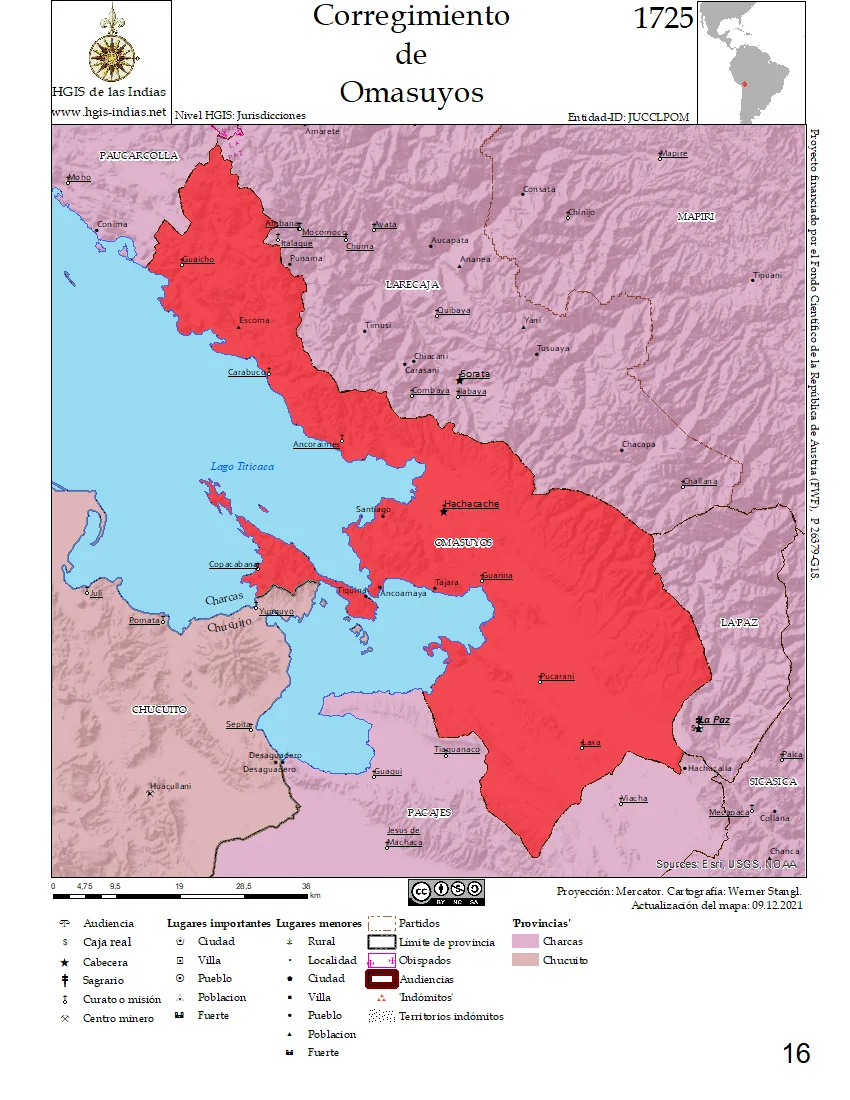 Corregimiento
de
Omasuyos
1725
HGIS de las Indias
www.hgis-indias.net
Nivel HGIS: Jurisdicciones
Entidad-ID: JUCCLPOM
Proyecto financiado por el Fondo Científico de la República de Austria (FWF), P 26379-G18.
Amarete
PAUCARCOLLA
Mapire
Moho
Consata
Chinijo
MAPIRI
Conima
Ambana
Mocomoco
Ayata
Italaque
Chuma
Aucapata
Guaicho
Punama
Ananea
Tipuani
LARECAJA
Quibaya
Escoma
Timusi
Yani
Tusuaya
Chiacani
Carasani
Carabuco
Sorata
Combaya
Ilabaya
Ancoraimes
Chacapa
Lago Titicaca
Challana
Hachacache
Santiago
OMASUYOS
Copacabana
Guarina
Tajara
Tiquina
Ancoamaya
Juli
Charcas
Yunguyo
Pomata
Chucuito
LA PAZ
Pucarani
CHUCUITO
Sepita
La Paz
Laxa
Tiaguanaco
Desaguadero
Desaguadero
Guaqui
Hachacalla
Palca
SICASICA
Huacullani
Viacha
Mecapaca
Collana
PACAJES
Jesus de
Machaca
Chanca
Sources: Esri, USGS, NOAA
0 4,75 9,5 19 28,5 38
km
BY NC SA
Proyección: Mercator. Cartografía: Werner Stangl.
Actualización del mapa: 09.12.2021
Audiencia
Caja real
Cabecera
Sagrario
Curato o misión
Centro minero
Lugares importantes
Ciudad
Villa
Pueblo
Poblacion
Fuerte
Lugares menores
Rural
Localidad
Ciudad
Villa
Pueblo
Poblacion
Fuerte
Partidos
Límite de provincia
Obispados
Audiencias
'Indómitos'
Territorios indómitos
'Provincias'
Charcas
Chucuito
16